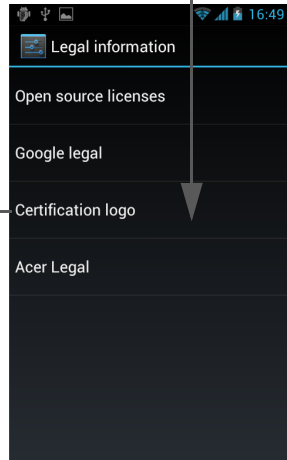 16:49
Legal information
Open source licenses
Google legal
Certification logo
Acer Legal